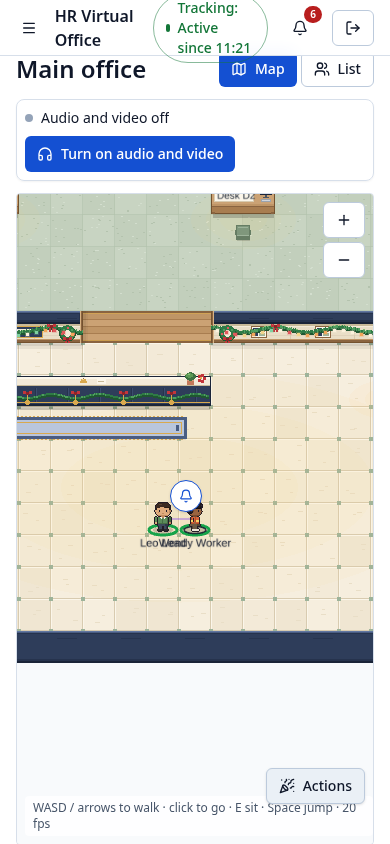 HR Virtual
Office
Tracking:
Active
since 11:21
6
Main office
Map
List
Audio and video off
Turn on audio and video
Desk D2
+
−
Worker
Actions
WASD / arrows to walk · click to go · E sit · Space jump · 20
fps